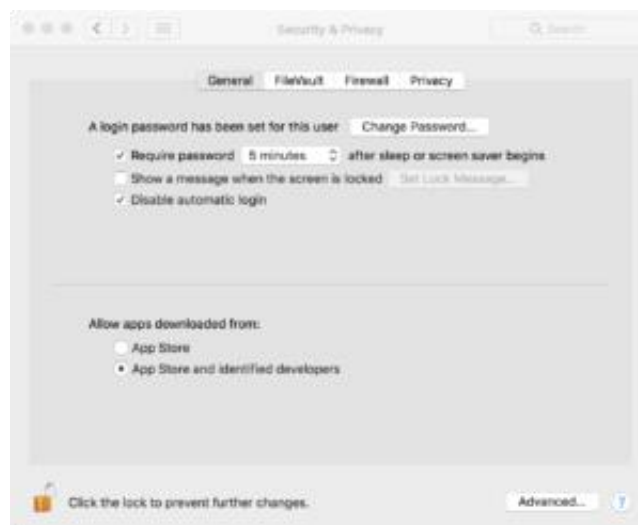 Security & Privacy
Search
General FileVault Firewall Privacy
A login password has been set for this user Change Password...
Require password 5 minutes after sleep or screen saver begins
Show a message when the screen is locked Set Lock Message...
Disable automatic login
Allow apps downloaded from:
App Store
App Store and identified developers
Click the lock to prevent further changes.
Advanced... ?